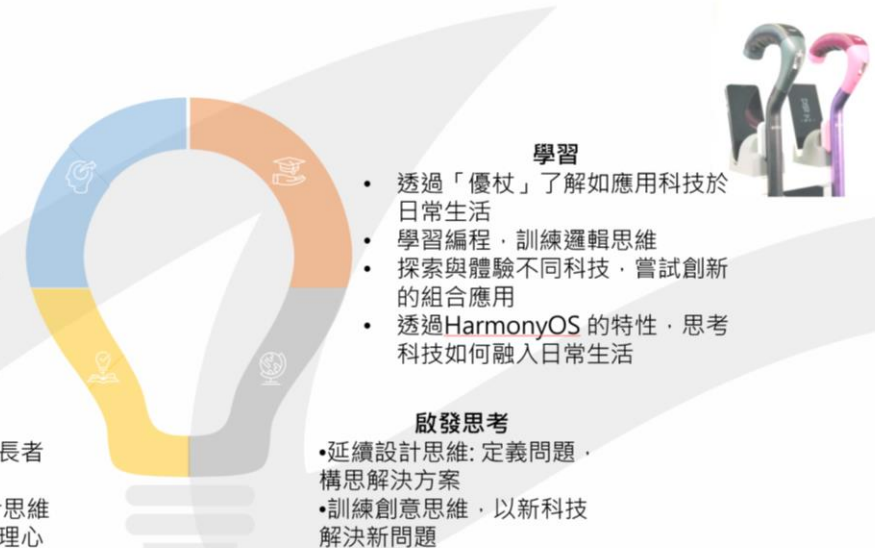 學習
• 透過「優杖」了解如應用科技於
日常生活
• 學習編程，訓練邏輯思維
• 探索與體驗不同科技，嘗試創新
的組合應用
• 透過HarmonyOS 的特性，思考
科技如何融入日常生活
啟發思考
•延續設計思維: 定義問題，
構思解決方案
•訓練創意思維，以新科技
解決新問題
長者
思維
理心